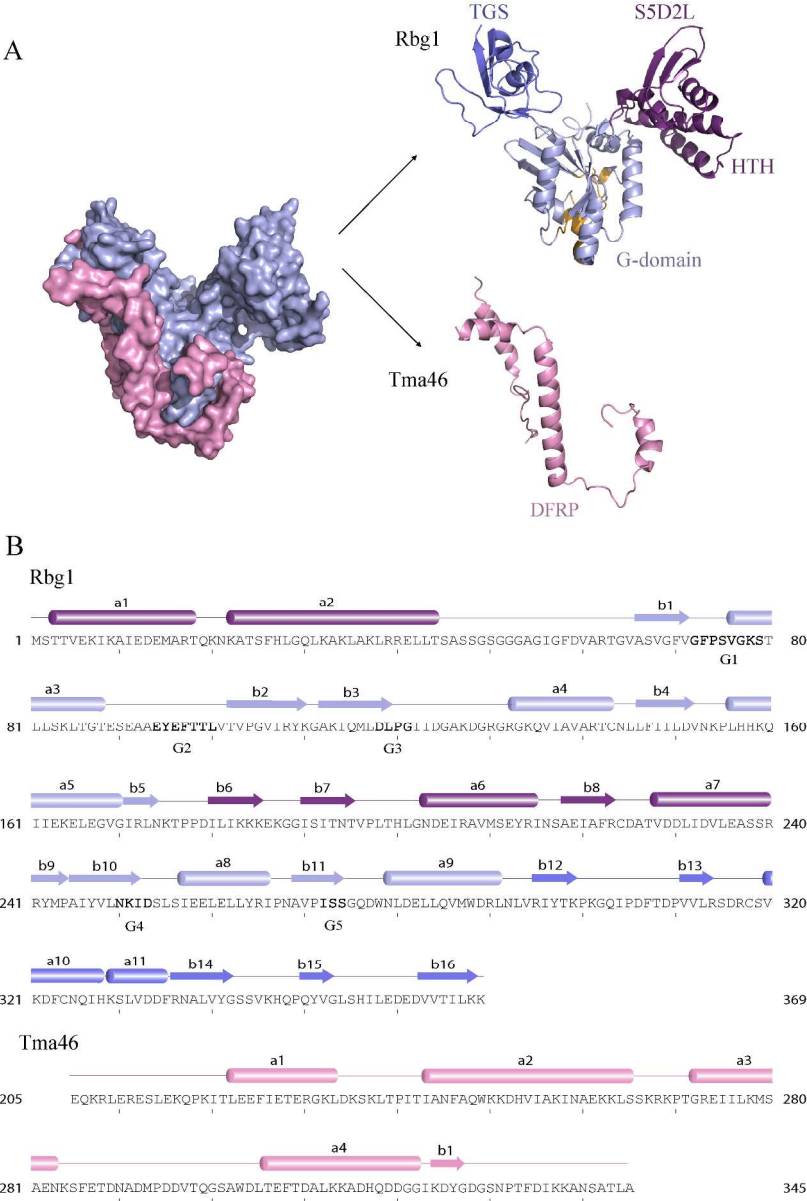 A
TGS
S5D2L
Rbg1
HTH
G-domain
Tma46
DFRP
B
Rbg1
a1 a2 b1
1 MSTTVEKIKAIEDEMARTQKNKATSFHLGQLKAKLAKLRRELLTSASSGSGGGAGIGFDVARTGVASVGFVGFPSVGKST 80
G1
a3 b2 b3 a4 b4
81 LLSKLTGTESEAAEYEFTTLVTVPGVIRYKGAKIQMLDLPGIIDGAKDGRGRGKQVIAVARTCNLLFIILDVNKPLHHKQ 160
G2 G3
a5 b5 b6 b7 a6 b8 a7
161 IIEKELEGVGIRLNKTPPDILIKKKEKGGISITNTVPLTHLGNDEIRAVMSEYRINSAEIAFRCDATVDDLIDVLEASSR 240
b9 b10 a8 b11 a9 b12 b13
241 RYMPAIYVLNKIDSLSIEELELLYRIPNAVPISSGQDWNLDELLQVMWDRLNLVRIYTKPKGQIPDFTDPVVLRSDRCSV 320
G4 G5
a10 a11 b14 b15 b16
321 KDFCNQIHKSLVDDFRNALVYGSSVKHQPQYVGLSHILEDEDVVTILKK 369
Tma46
a1 a2 a3
205 EQKRLERESLEKQPKITLEEFIETERGKLDKSKLTPITIANFAQWKKDHVIAKINAEKKLSSKRKPTGREIILKMS 280
a4 b1
281 AENKSFETDNADMPDDVTQGSAWDLTEFTDALKKADHQDDGGIKDYGDGSNPTFDIKKANSATLA 345